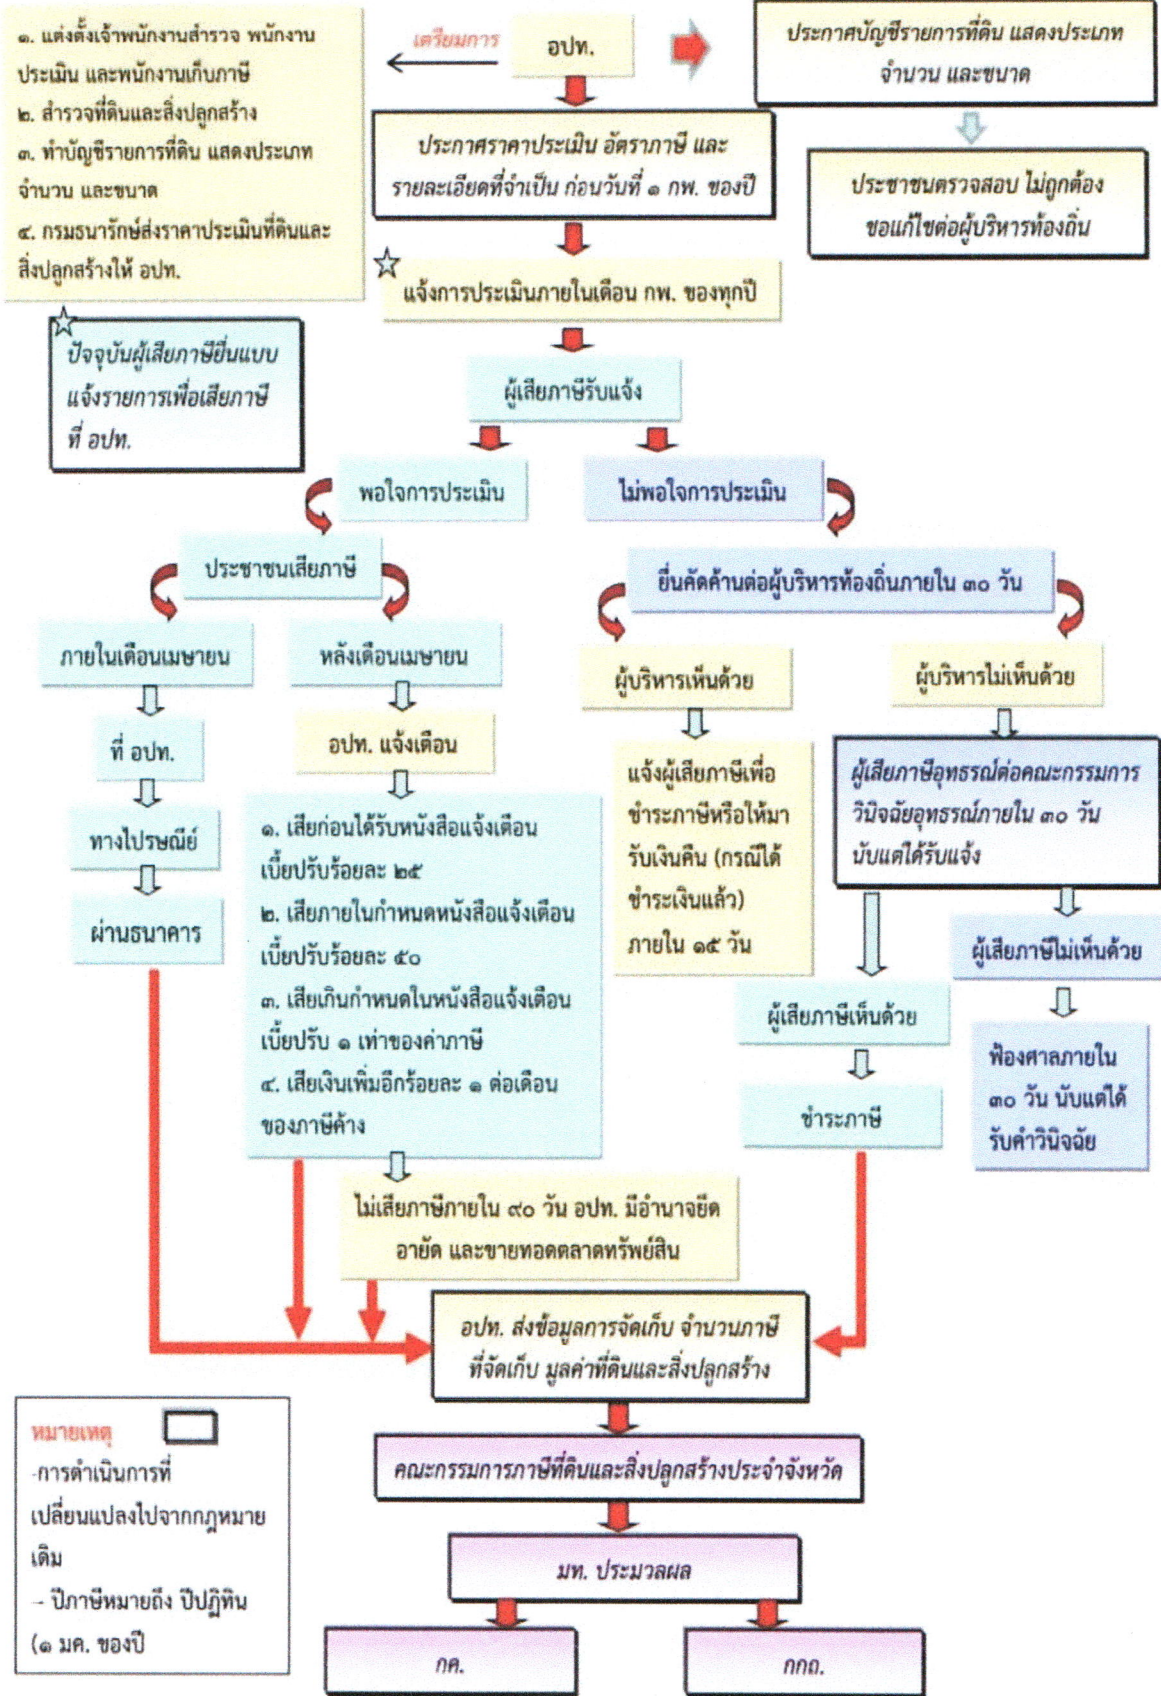 ๑. แต่งตั้งเจ้าพนักงานสำรวจ พนักงาน
ประเมิน และพนักงานเก็บภาษี
๒. สำรวจที่ดินและสิ่งปลูกสร้าง
๓. ทำบัญชีรายการที่ดิน แสดงประเภท
จำนวน และขนาด
๔. กรมธนารักษ์ส่งราคาประเมินที่ดินและ
สิ่งปลูกสร้างให้ อปท.
เตรียมการ
อปท.
ประกาศบัญชีรายการที่ดิน แสดงประเภท
จำนวน และขนาด
ประชาชนตรวจสอบ ไม่ถูกต้อง
ขอแก้ไขต่อผู้บริหารท้องถิ่น
ประกาศราคาประเมิน อัตราภาษี และ
รายละเอียดที่จำเป็น ก่อนวันที่ ๑ กพ. ของปี
แจ้งการประเมินภายในเดือน กพ. ของทุกปี
ปัจจุบันผู้เสียภาษียื่นแบบ
แจ้งรายการเพื่อเสียภาษี
ที่ อปท.
ผู้เสียภาษีรับแจ้ง
พอใจการประเมิน
ไม่พอใจการประเมิน
ประชาชนเสียภาษี
ยื่นคัดค้านต่อผู้บริหารท้องถิ่นภายใน ๓๐ วัน
ภายในเดือนเมษายน
หลังเดือนเมษายน
ผู้บริหารเห็นด้วย
ผู้บริหารไม่เห็นด้วย
ที่ อปท.
ทางไปรษณีย์
ผ่านธนาคาร
อปท. แจ้งเตือน
๑. เสียก่อนได้รับหนังสือแจ้งเตือน
เบี้ยปรับร้อยละ ๒๕
๒. เสียภายในกำหนดหนังสือแจ้งเตือน
เบี้ยปรับร้อยละ ๕๐
๓. เสียเกินกำหนดในหนังสือแจ้งเตือน
เบี้ยปรับ ๑ เท่าของค่าภาษี
๔. เสียเงินเพิ่มอีกร้อยละ ๑ ต่อเดือน
ของภาษีค้าง
แจ้งผู้เสียภาษีเพื่อ
ชำระภาษีหรือให้มา
รับเงินคืน (กรณีได้
ชำระเงินแล้ว)
ภายใน ๑๕ วัน
ผู้เสียภาษีอุทธรณ์ต่อคณะกรรมการ
วินิจฉัยอุทธรณ์ภายใน ๓๐ วัน
นับแต่ได้รับแจ้ง
ผู้เสียภาษีไม่เห็นด้วย
ผู้เสียภาษีเห็นด้วย
ฟ้องศาลภายใน
๓๐ วัน นับแต่ได้
รับคำวินิจฉัย
ชำระภาษี
ไม่เสียภาษีภายใน ๙๐ วัน อปท. มีอำนาจยึด
อายัด และขายทอดตลาดทรัพย์สิน
อปท. ส่งข้อมูลการจัดเก็บ จำนวนภาษี
ที่จัดเก็บ มูลค่าที่ดินและสิ่งปลูกสร้าง
คณะกรรมการภาษีที่ดินและสิ่งปลูกสร้างประจำจังหวัด
มท. ประมวลผล
กค.
กกถ.
หมายเหตุ
-การดำเนินการที่
เปลี่ยนแปลงไปจากกฎหมาย
เดิม
- ปีภาษีหมายถึง ปีปฏิทิน
(๑ มค. ของปี